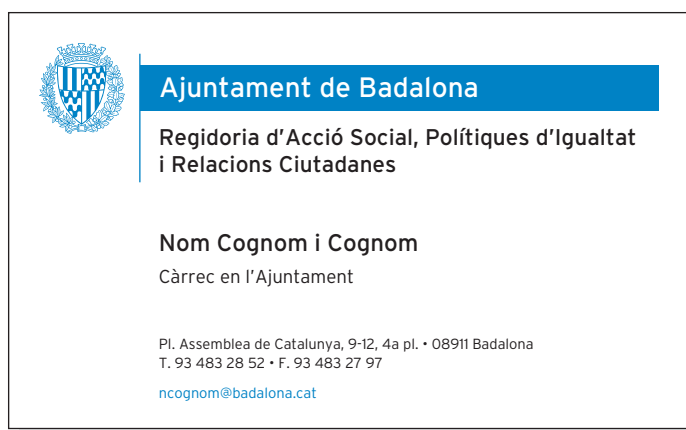 Ajuntament de Badalona
Regidoria d'Acció Social, Polítiques d'Igualtat
i Relacions Ciutadanes
Nom Cognom i Cognom
Càrrec en l'Ajuntament
Pl. Assemblea de Catalunya, 9-12, 4a pl. • 08911 Badalona
T. 93 483 28 52 • F. 93 483 27 97
ncognom@badalona.cat